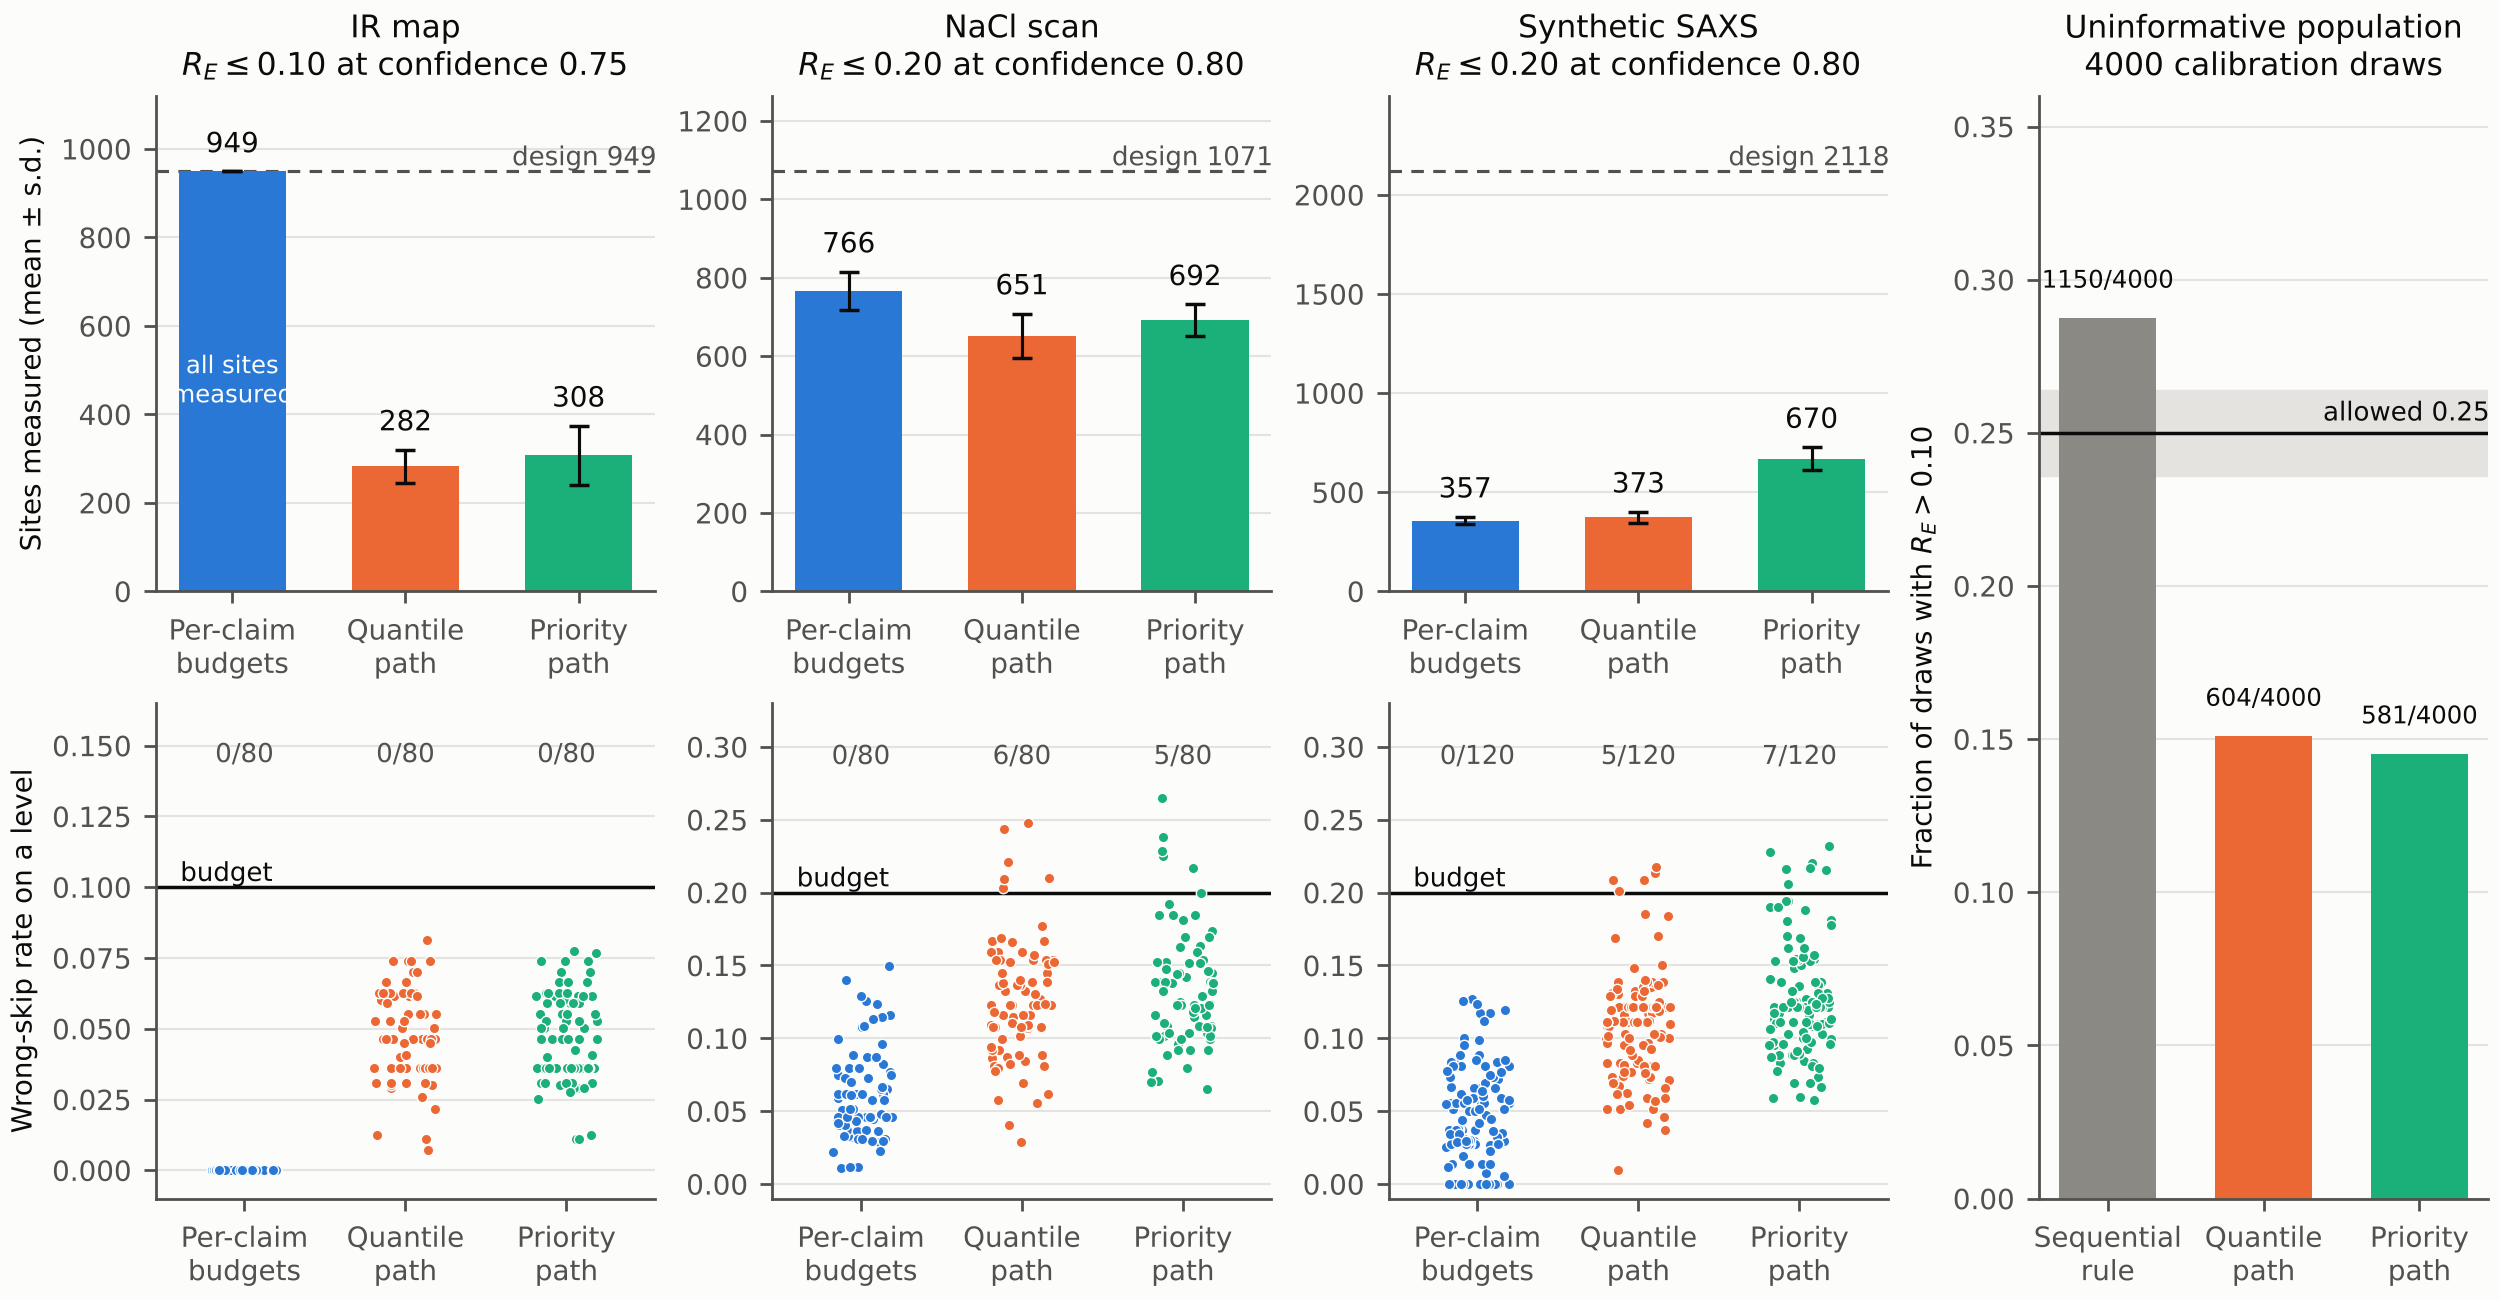 IR map
R_E ≤ 0.10 at confidence 0.75
Sites measured (mean ± s.d.)
1000
800
600
400
200
0
949
design 949
all sites
measured
282
308
Per-claim
budgets
Quantile
path
Priority
path
NaCl scan
R_E ≤ 0.20 at confidence 0.80
1200
1000
800
600
400
200
0
design 1071
766
651
692
Per-claim
budgets
Quantile
path
Priority
path
Synthetic SAXS
R_E ≤ 0.20 at confidence 0.80
2000
1500
1000
500
0
design 2118
357
373
670
Per-claim
budgets
Quantile
path
Priority
path
Uninformative population
4000 calibration draws
Fraction of draws with R_E > 0.10
0.35
0.30
0.25
0.20
0.15
0.10
0.05
0.00
1150/4000
allowed 0.25
604/4000
581/4000
Sequential
rule
Quantile
path
Priority
path
Wrong-skip rate on a level
0.150
0.125
0.100
0.075
0.050
0.025
0.000
0/80
0/80
0/80
budget
Per-claim
budgets
Quantile
path
Priority
path
0.30
0.25
0.20
0.15
0.10
0.05
0.00
0/80
6/80
5/80
budget
Per-claim
budgets
Quantile
path
Priority
path
0.30
0.25
0.20
0.15
0.10
0.05
0.00
0/120
5/120
7/120
budget
Per-claim
budgets
Quantile
path
Priority
path